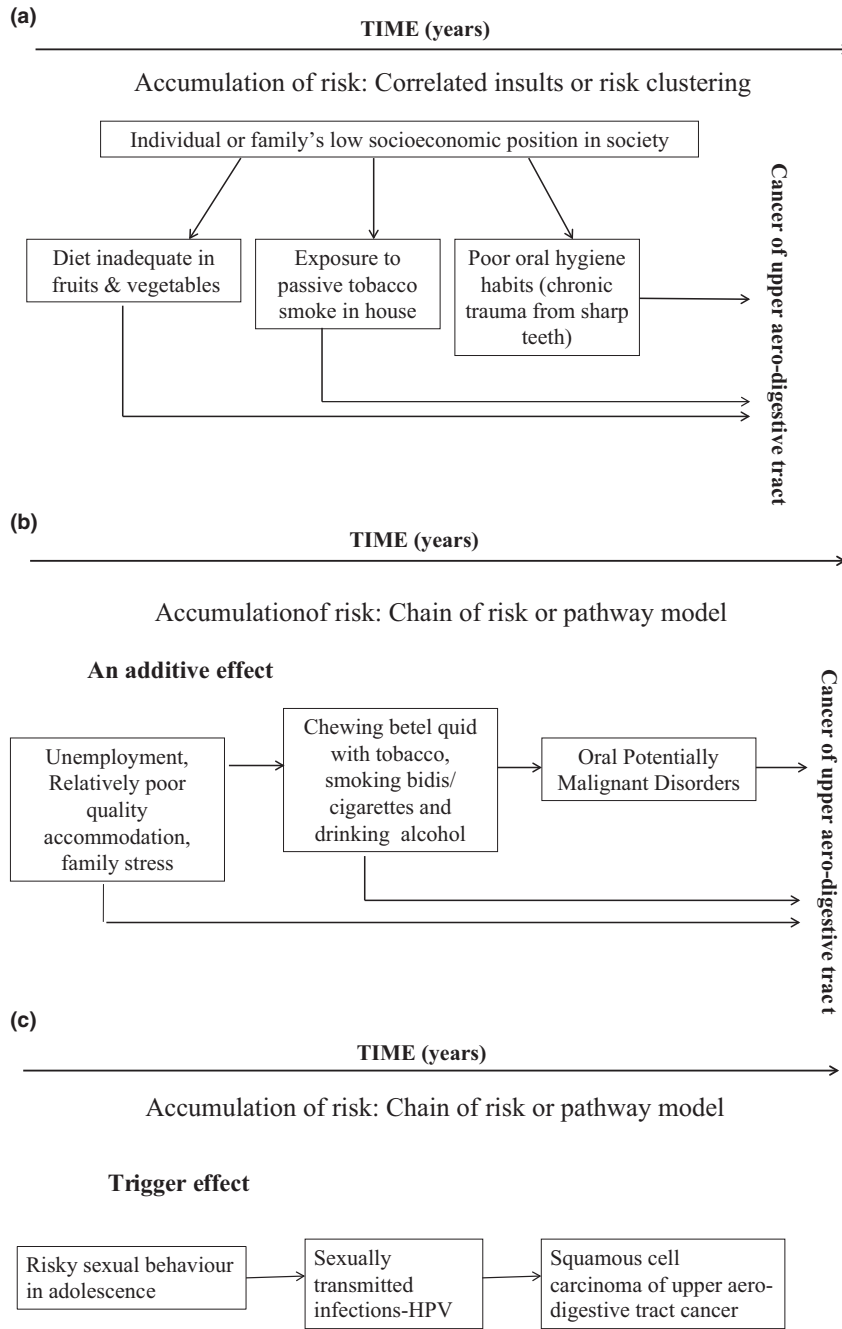 (a)
TIME (years)
Accumulation of risk: Correlated insults or risk clustering
Individual or family's low socioeconomic position in society
Diet inadequate in
fruits & vegetables
Exposure to
passive tobacco
smoke in house
Poor oral hygiene
habits (chronic
trauma from sharp
teeth)
Cancer of upper aero-digestive tract
(b)
TIME (years)
Accumulationof risk: Chain of risk or pathway model
An additive effect
Unemployment,
Relatively poor
quality
accommodation,
family stress
Chewing betel quid
with tobacco,
smoking bidis/
cigarettes and
drinking alcohol
Oral Potentially
Malignant Disorders
Cancer of upper aero-digestive tract
(c)
TIME (years)
Accumulation of risk: Chain of risk or pathway model
Trigger effect
Risky sexual behaviour
in adolescence
Sexually
transmitted
infections-HPV
Squamous cell
carcinoma of upper aero-
digestive tract cancer